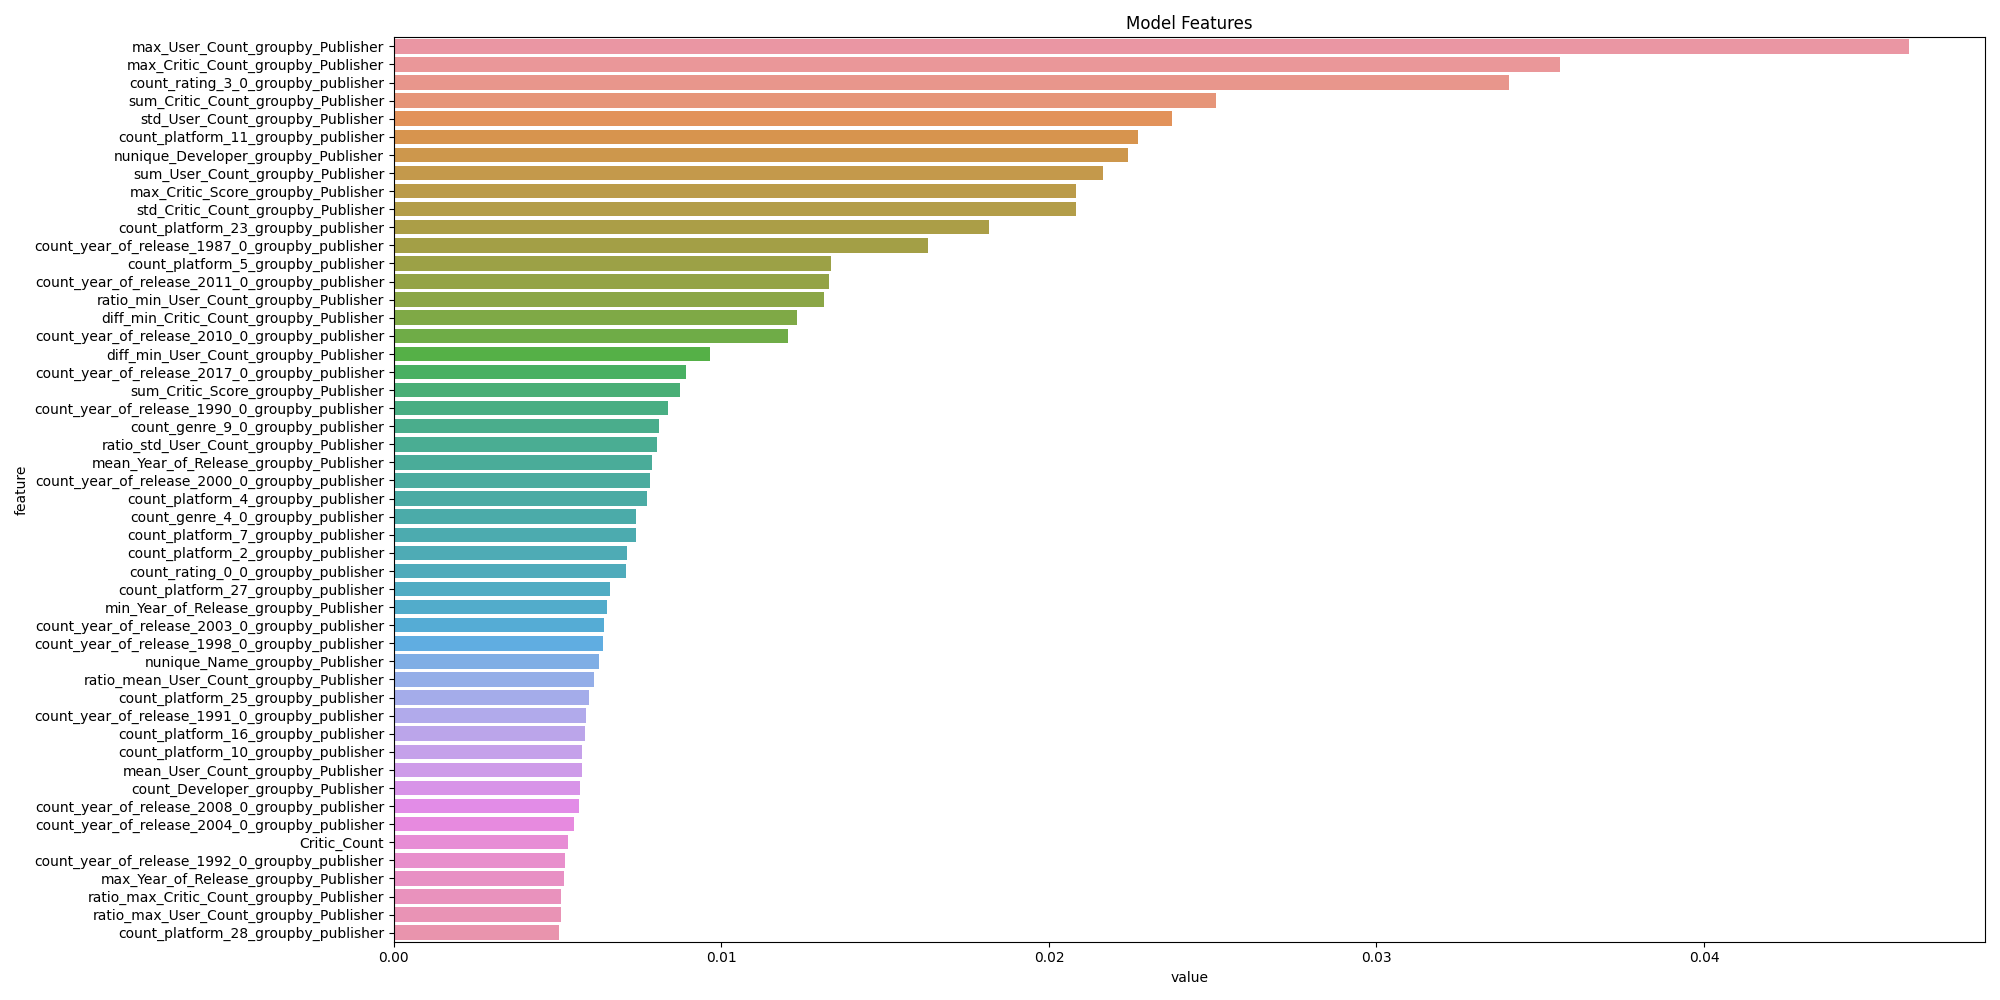 Model Features
max_User_Count_groupby_Publisher
max_Critic_Count_groupby_Publisher
count_rating_3_0_groupby_publisher
sum_Critic_Count_groupby_Publisher
std_User_Count_groupby_Publisher
count_platform_11_groupby_publisher
nunique_Developer_groupby_Publisher
sum_User_Count_groupby_Publisher
max_Critic_Score_groupby_Publisher
std_Critic_Count_groupby_Publisher
count_platform_23_groupby_publisher
count_year_of_release_1987_0_groupby_publisher
count_platform_5_groupby_publisher
count_year_of_release_2011_0_groupby_publisher
ratio_min_User_Count_groupby_Publisher
diff_min_Critic_Count_groupby_Publisher
count_year_of_release_2010_0_groupby_publisher
diff_min_User_Count_groupby_Publisher
count_year_of_release_2017_0_groupby_publisher
sum_Critic_Score_groupby_Publisher
count_year_of_release_1990_0_groupby_publisher
count_genre_9_0_groupby_publisher
ratio_std_User_Count_groupby_Publisher
mean_Year_of_Release_groupby_Publisher
count_year_of_release_2000_0_groupby_publisher
count_platform_4_groupby_publisher
count_genre_4_0_groupby_publisher
count_platform_7_groupby_publisher
count_platform_2_groupby_publisher
count_rating_0_0_groupby_publisher
count_platform_27_groupby_publisher
min_Year_of_Release_groupby_Publisher
count_year_of_release_2003_0_groupby_publisher
count_year_of_release_1998_0_groupby_publisher
nunique_Name_groupby_Publisher
ratio_mean_User_Count_groupby_Publisher
count_platform_25_groupby_publisher
count_year_of_release_1991_0_groupby_publisher
count_platform_16_groupby_publisher
count_platform_10_groupby_publisher
mean_User_Count_groupby_Publisher
count_Developer_groupby_Publisher
count_year_of_release_2008_0_groupby_publisher
count_year_of_release_2004_0_groupby_publisher
Critic_Count
count_year_of_release_1992_0_groupby_publisher
max_Year_of_Release_groupby_Publisher
ratio_max_Critic_Count_groupby_Publisher
ratio_max_User_Count_groupby_Publisher
count_platform_28_groupby_publisher
feature
0.00 0.01 0.02 0.03 0.04
value